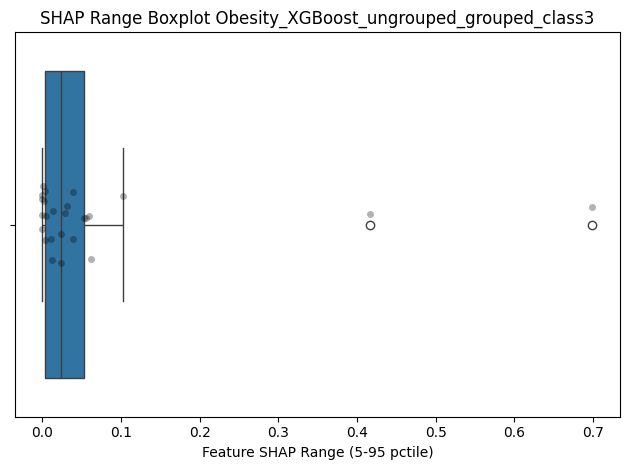 SHAP Range Boxplot Obesity_XGBoost_ungrouped_grouped_class3
0.0 0.1 0.2 0.3 0.4 0.5 0.6 0.7
Feature SHAP Range (5-95 pctile)